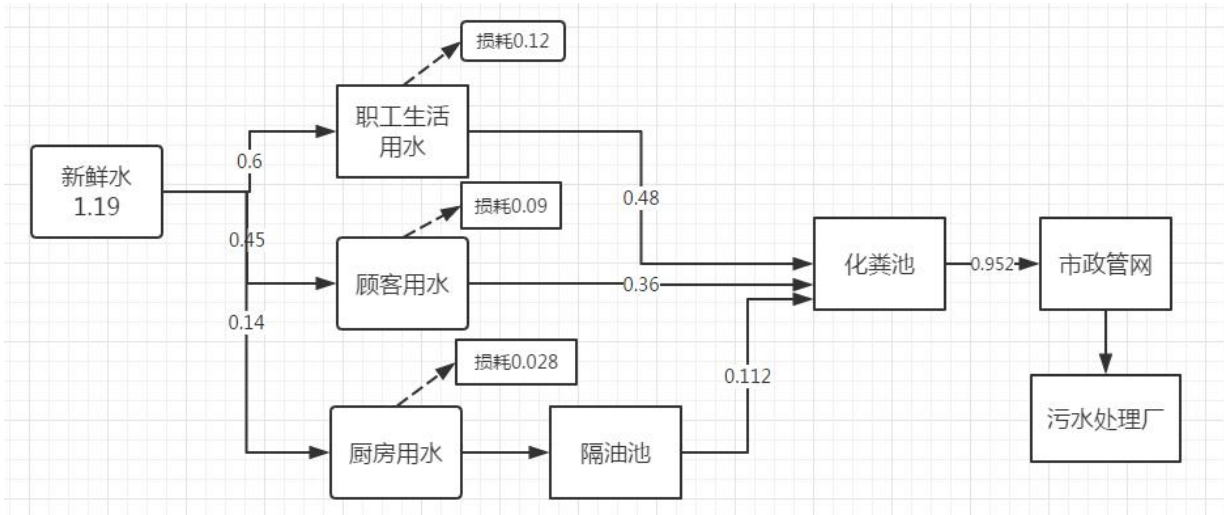 损耗0.12
职工生活
用水
0.6
新鲜水
1.19
0.48
损耗0.09
0.45
顾客用水
0.36
化粪池
0.952
市政管网
0.14
损耗0.028
0.112
厨房用水
隔油池
污水处理厂